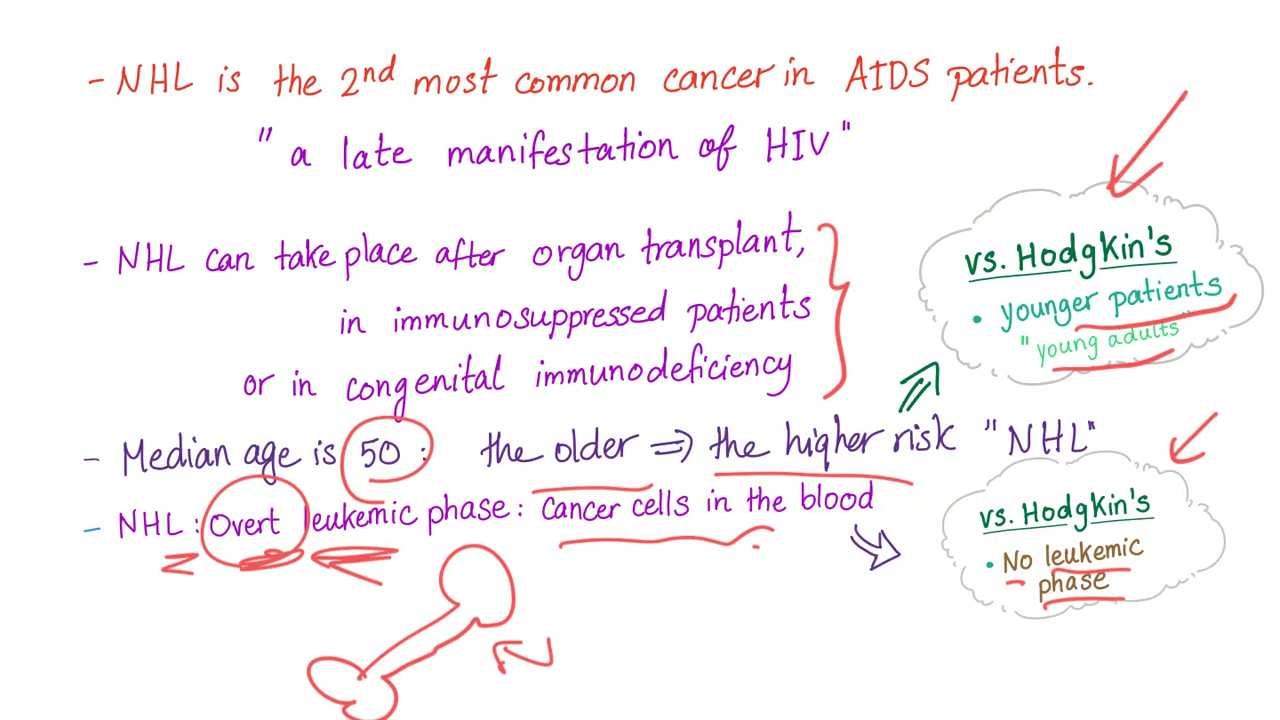 - NHL is the 2nd most common cancer in AIDS patients.
"a late manifestation of HIV"
- NHL can take place after organ transplant,
in immunosuppressed patients
or in congenital immunodeficiency
vs. Hodgkin's
• younger patients
"young adults"
- Median age is 50: the older ⇒ the higher risk "NHL"
- NHL: Overt leukemic phase: cancer cells in the blood
vs. Hodgkin's
• No leukemic
phase